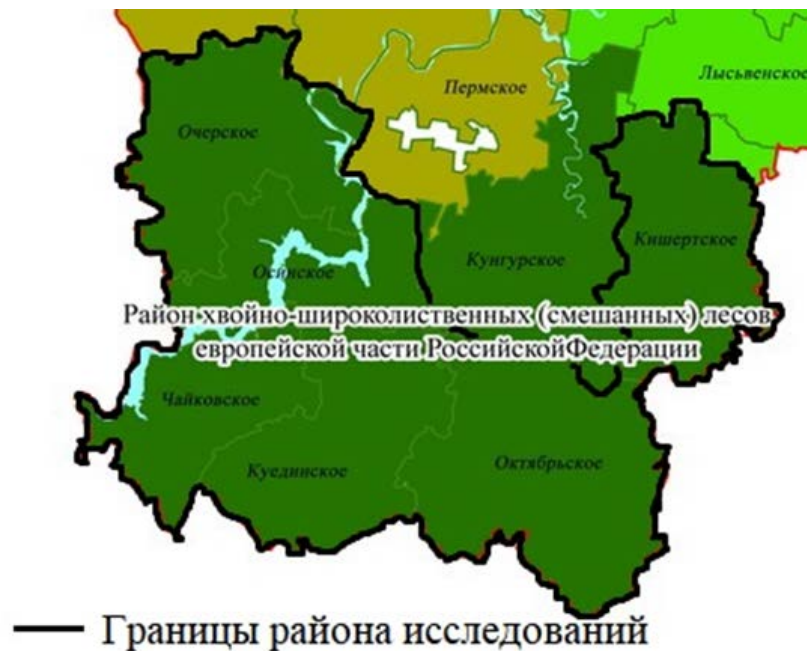 Пермское
Лысьвенское
Очерское
Кишертское
Кунгурское
Осинское
Район хвойно-широколиственных (смешанных) лесов
европейской части РоссийскойФедерации
Чайковское
Куединское
Октябрьское
Границы района исследований